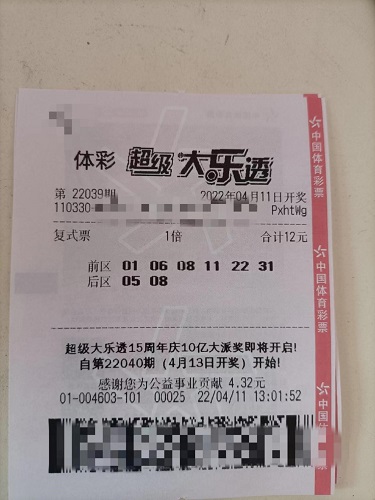 体彩 超级大乐透
第 22039期 2022年04月11日开奖
110330- PxhtWg
复式票 1倍 合计12元
前区 01 06 08 11 22 31
后区 05 08
超级大乐透15周年庆10亿大派奖即将开启!
自第22040期（4月13日开奖）开始!
感谢您为公益事业贡献 4.32元
01-004603-101 00025 22/04/11 13:01:52
中国体育彩票
中国体育彩票
中国体育彩票